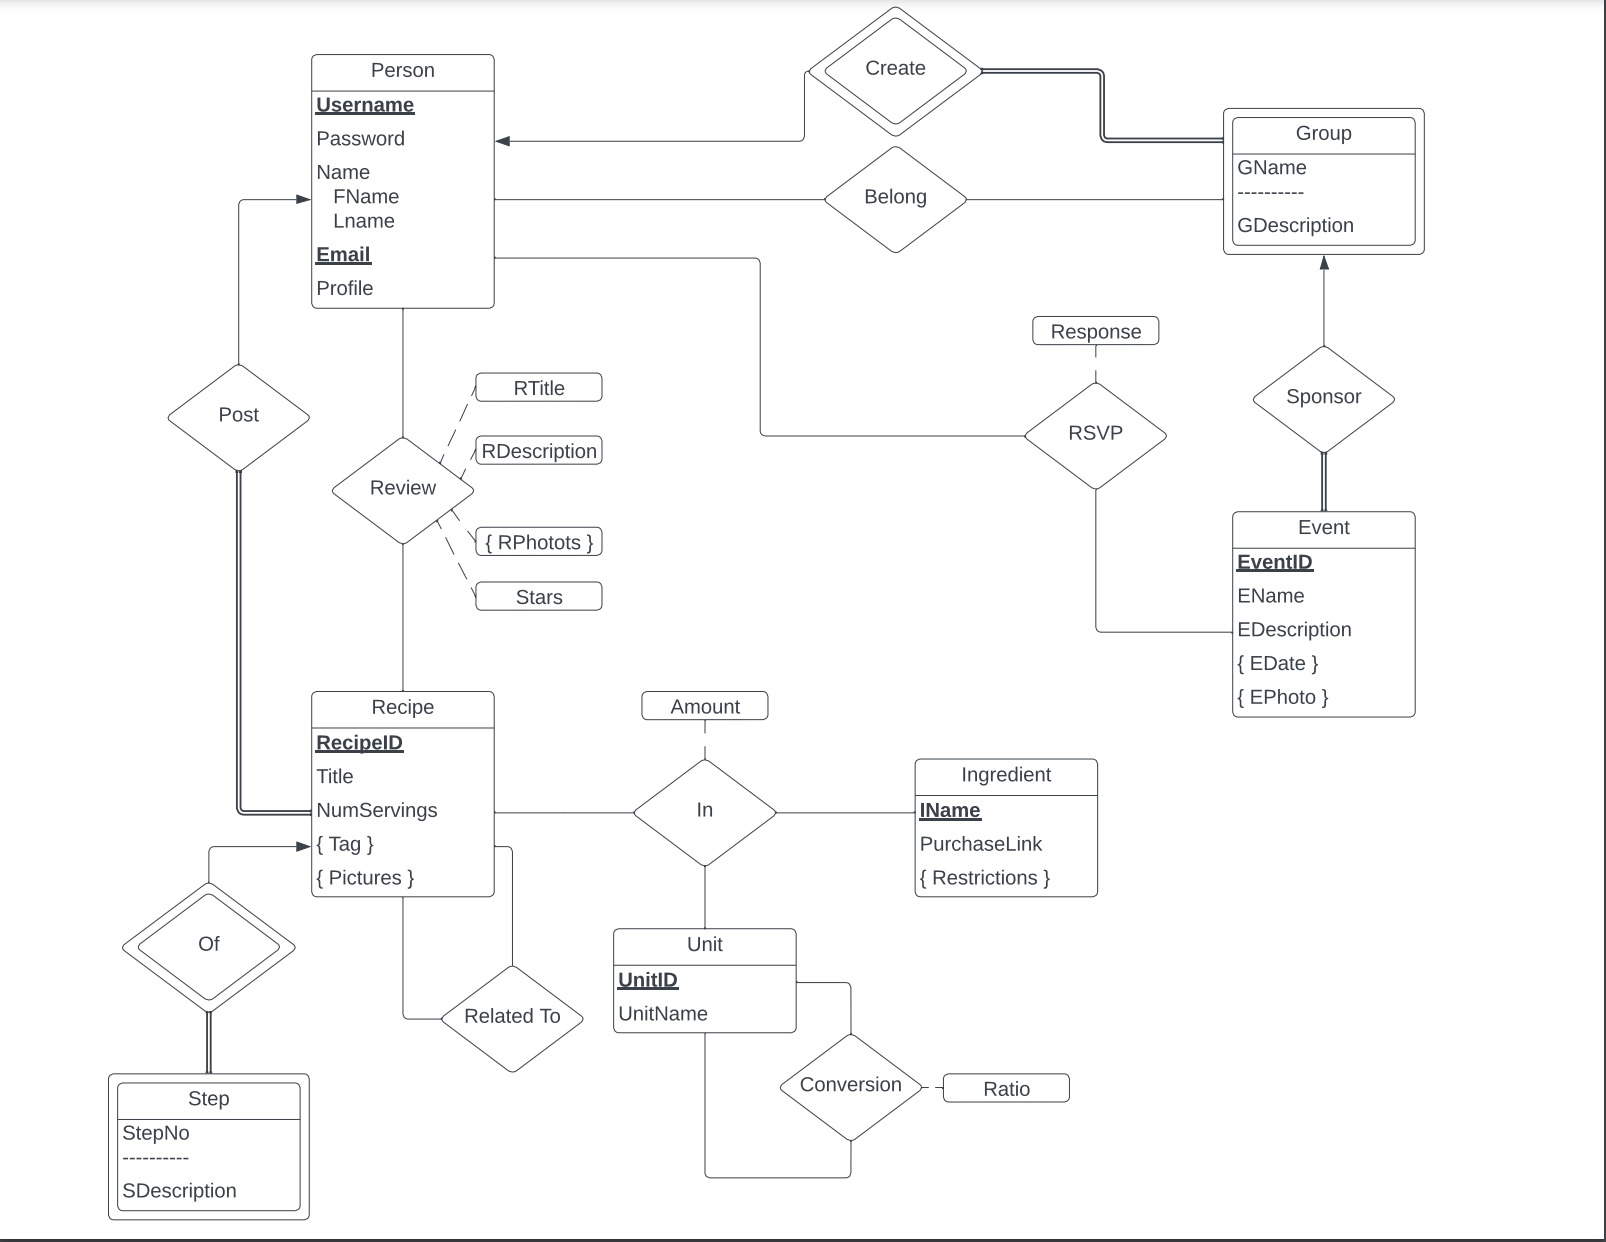 Person
Username
Password
Name
FName
Lname
Email
Profile
Create
Belong
Group
GName
----------
GDescription
Response
RSVP
Sponsor
Post
RTitle
RDescription
Review
{ RPhotots }
Stars
Event
EventID
EName
EDescription
{ EDate }
{ EPhoto }
Recipe
RecipeID
Title
NumServings
{ Tag }
{ Pictures }
Amount
In
Ingredient
IName
PurchaseLink
{ Restrictions }
Of
Related To
Unit
UnitID
UnitName
Conversion
Ratio
Step
StepNo
----------
SDescription